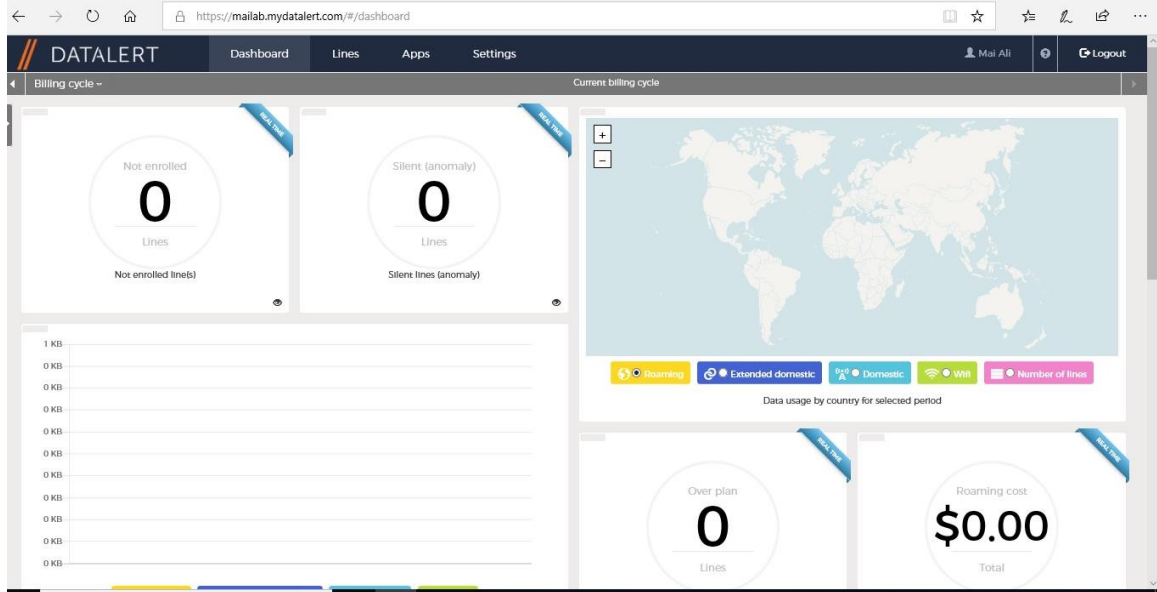 https://mailab.mydatalert.com/#/dashboard
DATALERT
Dashboard
Lines
Apps
Settings
Mai Ali
Logout
Billing cycle
Current billing cycle
REAL TIME
Not enrolled
0
Lines
Not enrolled line(s)
REAL TIME
Silent (anomaly)
0
Lines
Silent lines (anomaly)
+
−
Roaming
Extended domestic
Domestic
Wifi
Number of lines
Data usage by country for selected period
1 KB
0 KB
0 KB
0 KB
0 KB
0 KB
0 KB
0 KB
0 KB
0 KB
0 KB
REAL TIME
Over plan
0
Lines
REAL TIME
Roaming cost
$0.00
Total